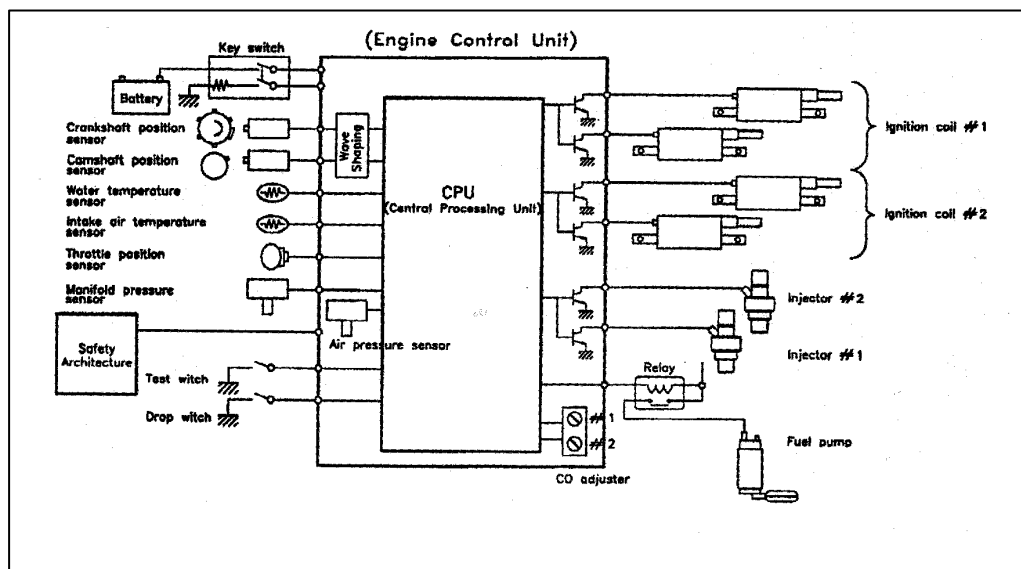 (Engine Control Unit)
Key switch
Battery
Crankshaft position
sensor
Camshaft position
sensor
Water temperature
sensor
Intake air temperature
sensor
Throttle position
sensor
Manifold pressure
sensor
Safety
Architecture
Test witch
Drop witch
Wave
Shaping
CPU
(Central Processing Unit)
Air pressure sensor
Ignition coil #1
Ignition coil #2
Injector #2
Injector #1
Relay
#1
#2
CO adjuster
Fuel pump